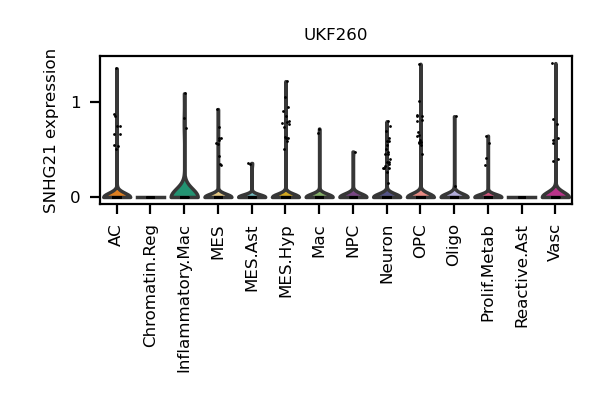 UKF260
SNHG21 expression
1
0
AC
Chromatin.Reg
Inflammatory.Mac
MES
MES.Ast
MES.Hyp
Mac
NPC
Neuron
OPC
Oligo
Prolif.Metab
Reactive.Ast
Vasc